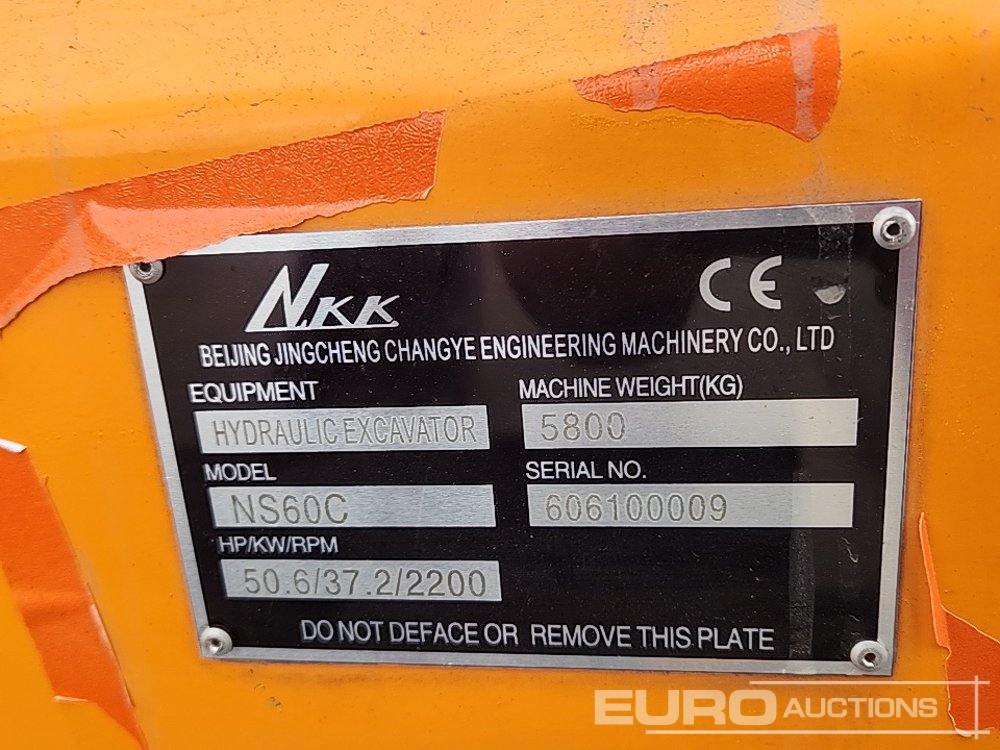 N.KK CE
BEIJING JINGCHENG CHANGYE ENGINEERING MACHINERY CO., LTD
EQUIPMENT
HYDRAULIC EXCAVATOR
MACHINE WEIGHT(KG)
5800
MODEL
NS60C
SERIAL NO.
606100009
HP/KW/RPM
50.6/37.2/2200
DO NOT DEFACE OR REMOVE THIS PLATE
EURO AUCTIONS